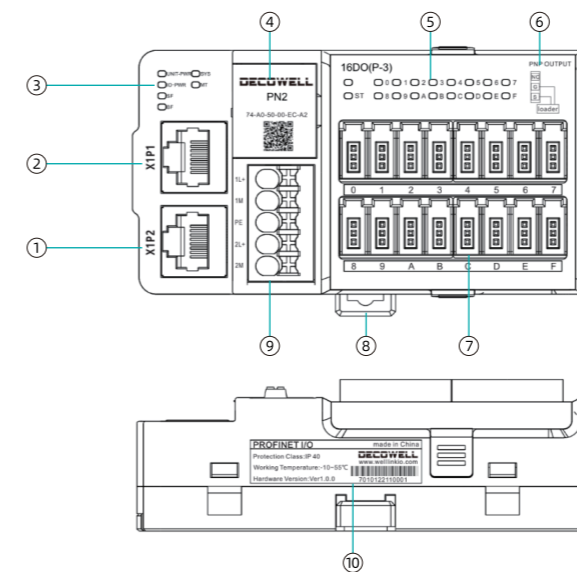 ④ ⑤ ⑥
③
②
①
UNIT-PWR SYS
IO-PWR RT
SF
BF
X1P1
X1P2
DECOWELL
PN2
74-A0-50-00-EC-A2
1L+
1M
PE
2L+
2M
16DO(P-3)
0 1 2 3 4 5 6 7
ST 8 9 A B C D E F
PNP OUTPUT
NC
G
S
loader
0 1 2 3 4 5 6 7
8 9 A B C D E F
⑨ ⑧ ⑦
PROFINET I/O made in China
Protection Class:IP 40 DECOWELL
www.wellinkio.com
Working Temperature:-10~55℃
Hardware Version:Ver1.0.0 7010122110001
⑩